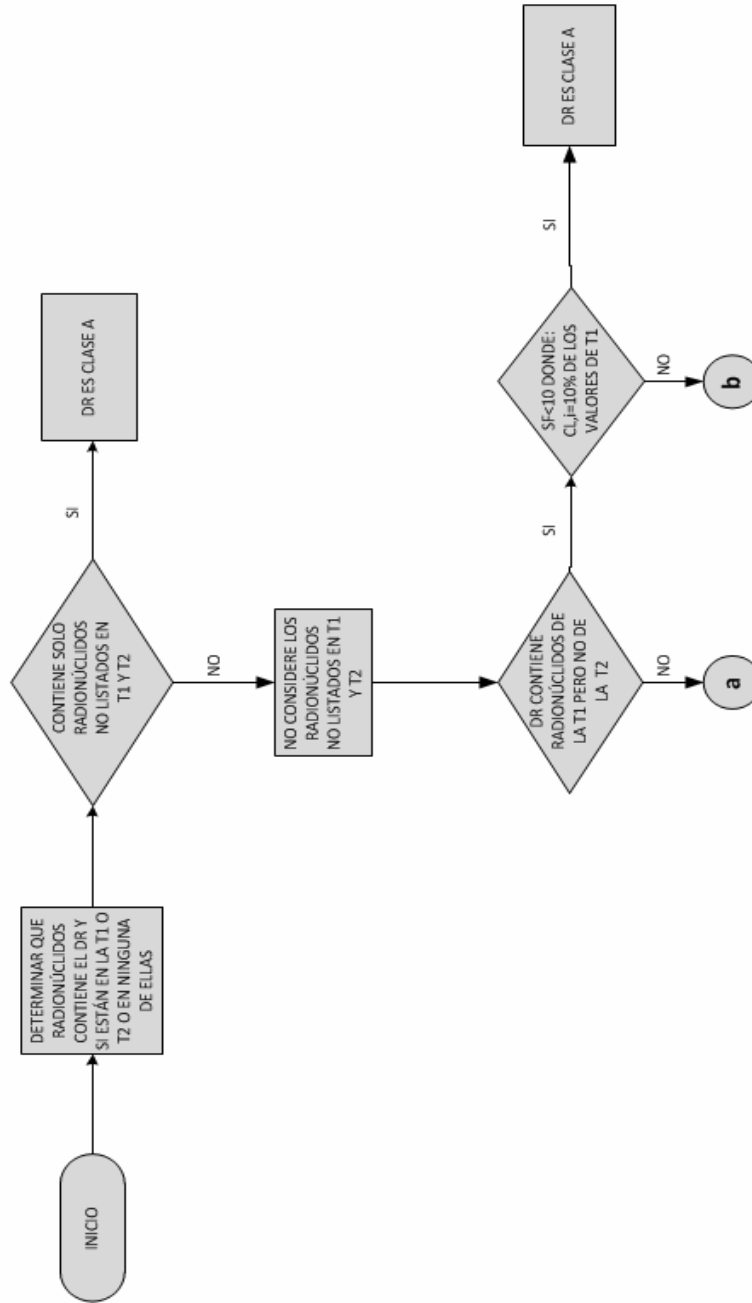 INICIO
DETERMINAR QUE
RADIONÚCLIDOS
CONTIENE EL DR Y
SI ESTÁN EN LA T1 O
T2 O EN NINGUNA
DE ELLAS
CONTIENE SOLO
RADIONÚCLIDOS
NO LISTADOS EN
T1 Y T2
SI
DR ES CLASE A
NO
NO CONSIDERE LOS
RADIONÚCLIDOS
NO LISTADOS EN T1
Y T2
DR CONTIENE
RADIONÚCLIDOS DE
LA T1 PERO NO DE
LA T2
SI
SF<10 DONDE:
CL,i=10% DE LOS
VALORES DE T1
SI
DR ES CLASE A
NO
a
NO
b